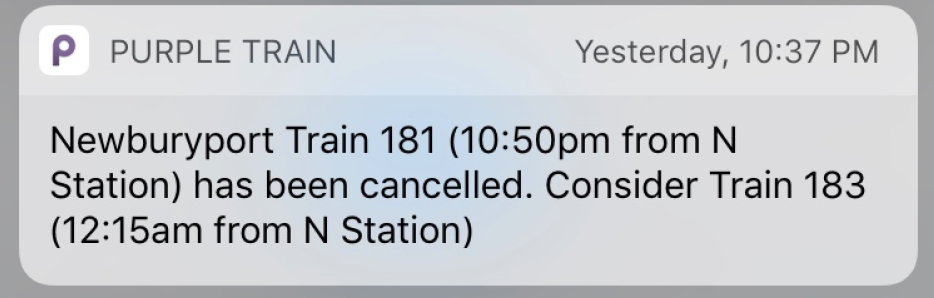 PURPLE TRAIN Yesterday, 10:37 PM
Newburyport Train 181 (10:50pm from N
Station) has been cancelled. Consider Train 183
(12:15am from N Station)